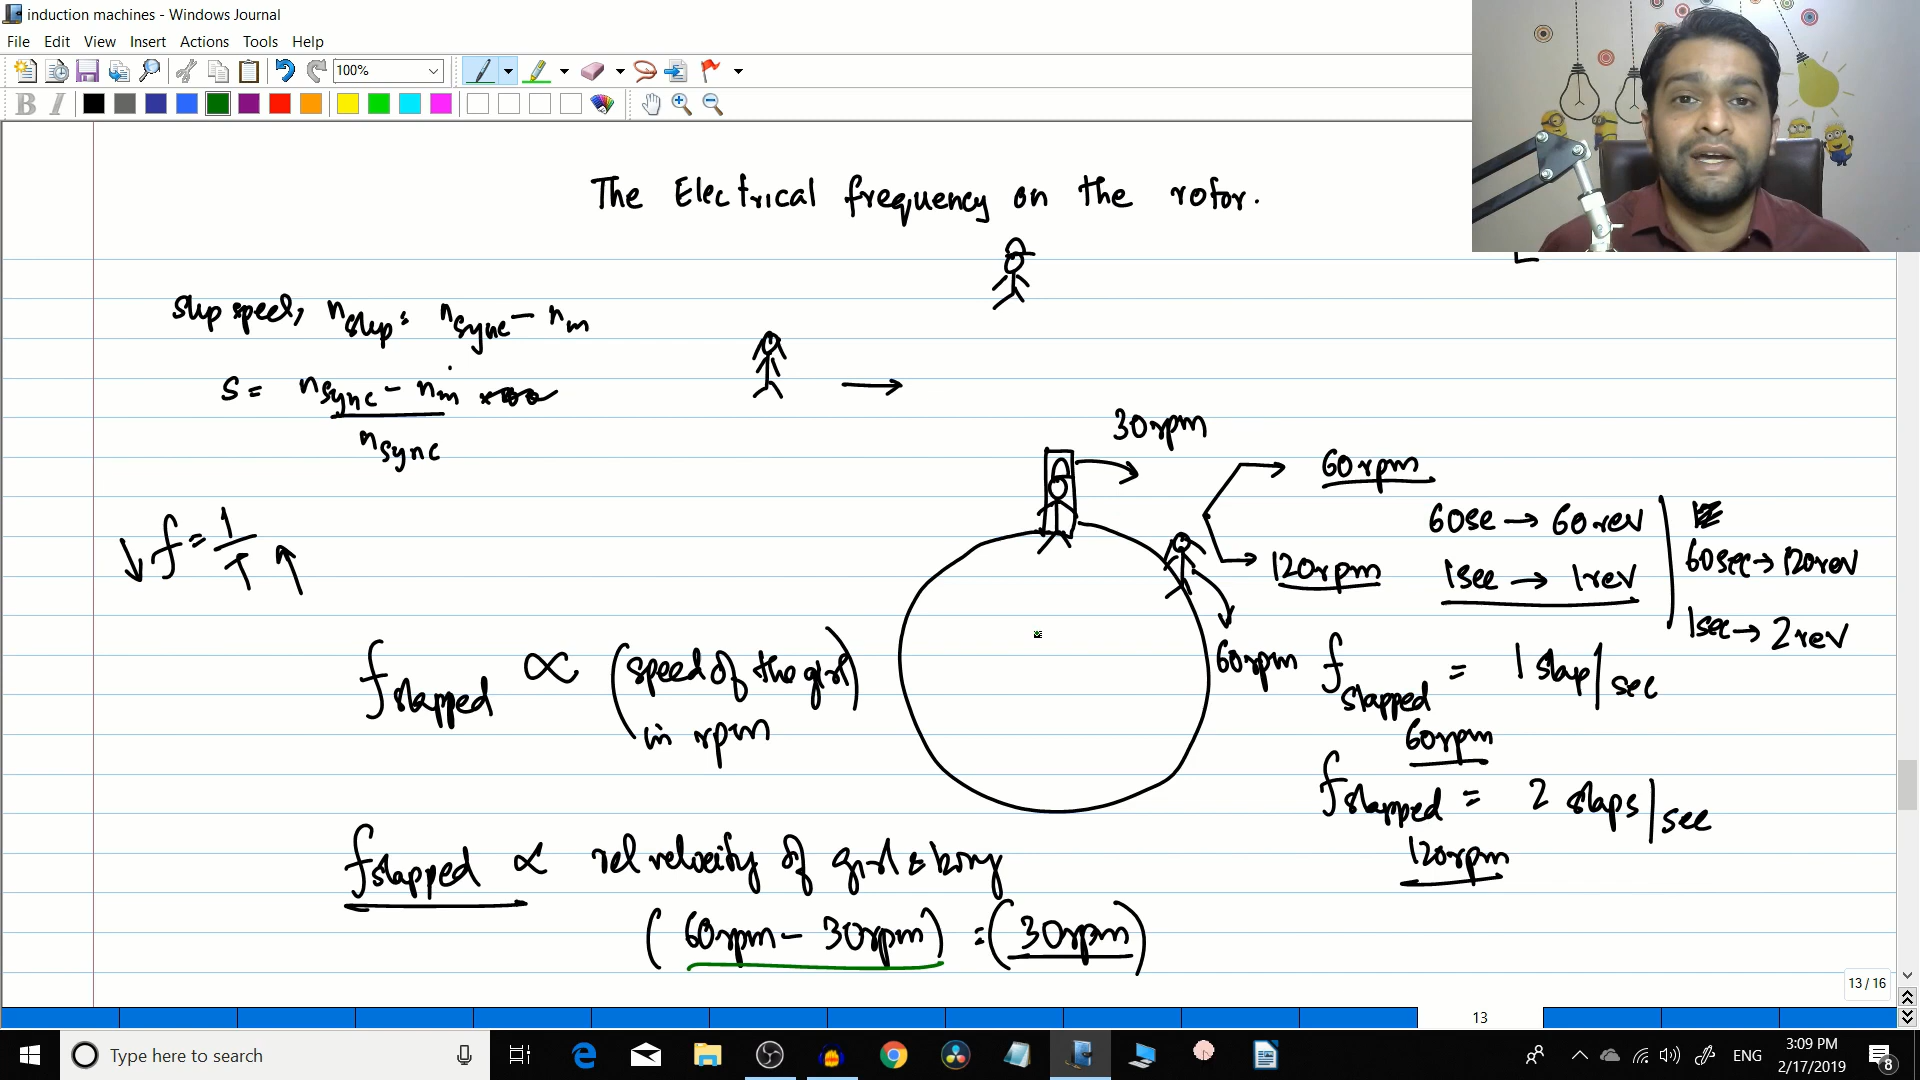 induction machines - Windows Journal
File Edit View Insert Actions Tools Help
100%
B I
The Electrical frequency on the rotor.
slip speed, nslip = nsync - nm
S = nsync - nm
nsync
30rpm
60rpm
60se → 60rev
60sec → 120rev
120rpm
1sec → 1rev
1sec → 2rev
↓ f = 1/T ↑
fslapped ∝ (speed of the girl
in rpm)
60rpm
fslapped = 1 slap/sec
60rpm
fslapped = 2 slaps/sec
120rpm
fslapped ∝ rel velocity of girl &
(60rpm - 30rpm) = (30rpm)
13 / 16
13
Type here to search
ENG
3:09 PM
2/17/2019
8